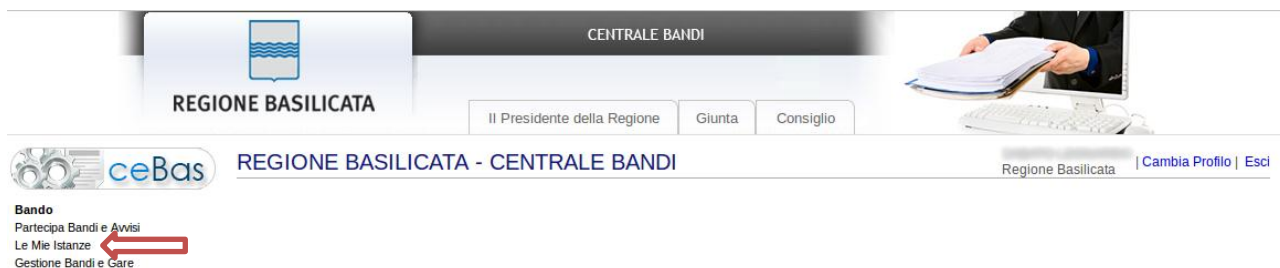 CENTRALE BANDI
REGIONE BASILICATA
Il Presidente della Regione
Giunta
Consiglio
ceBas
REGIONE BASILICATA - CENTRALE BANDI
Regione Basilicata
| Cambia Profilo | Esci
Bando
Partecipa Bandi e Avvisi
Le Mie Istanze
Gestione Bandi e Gare